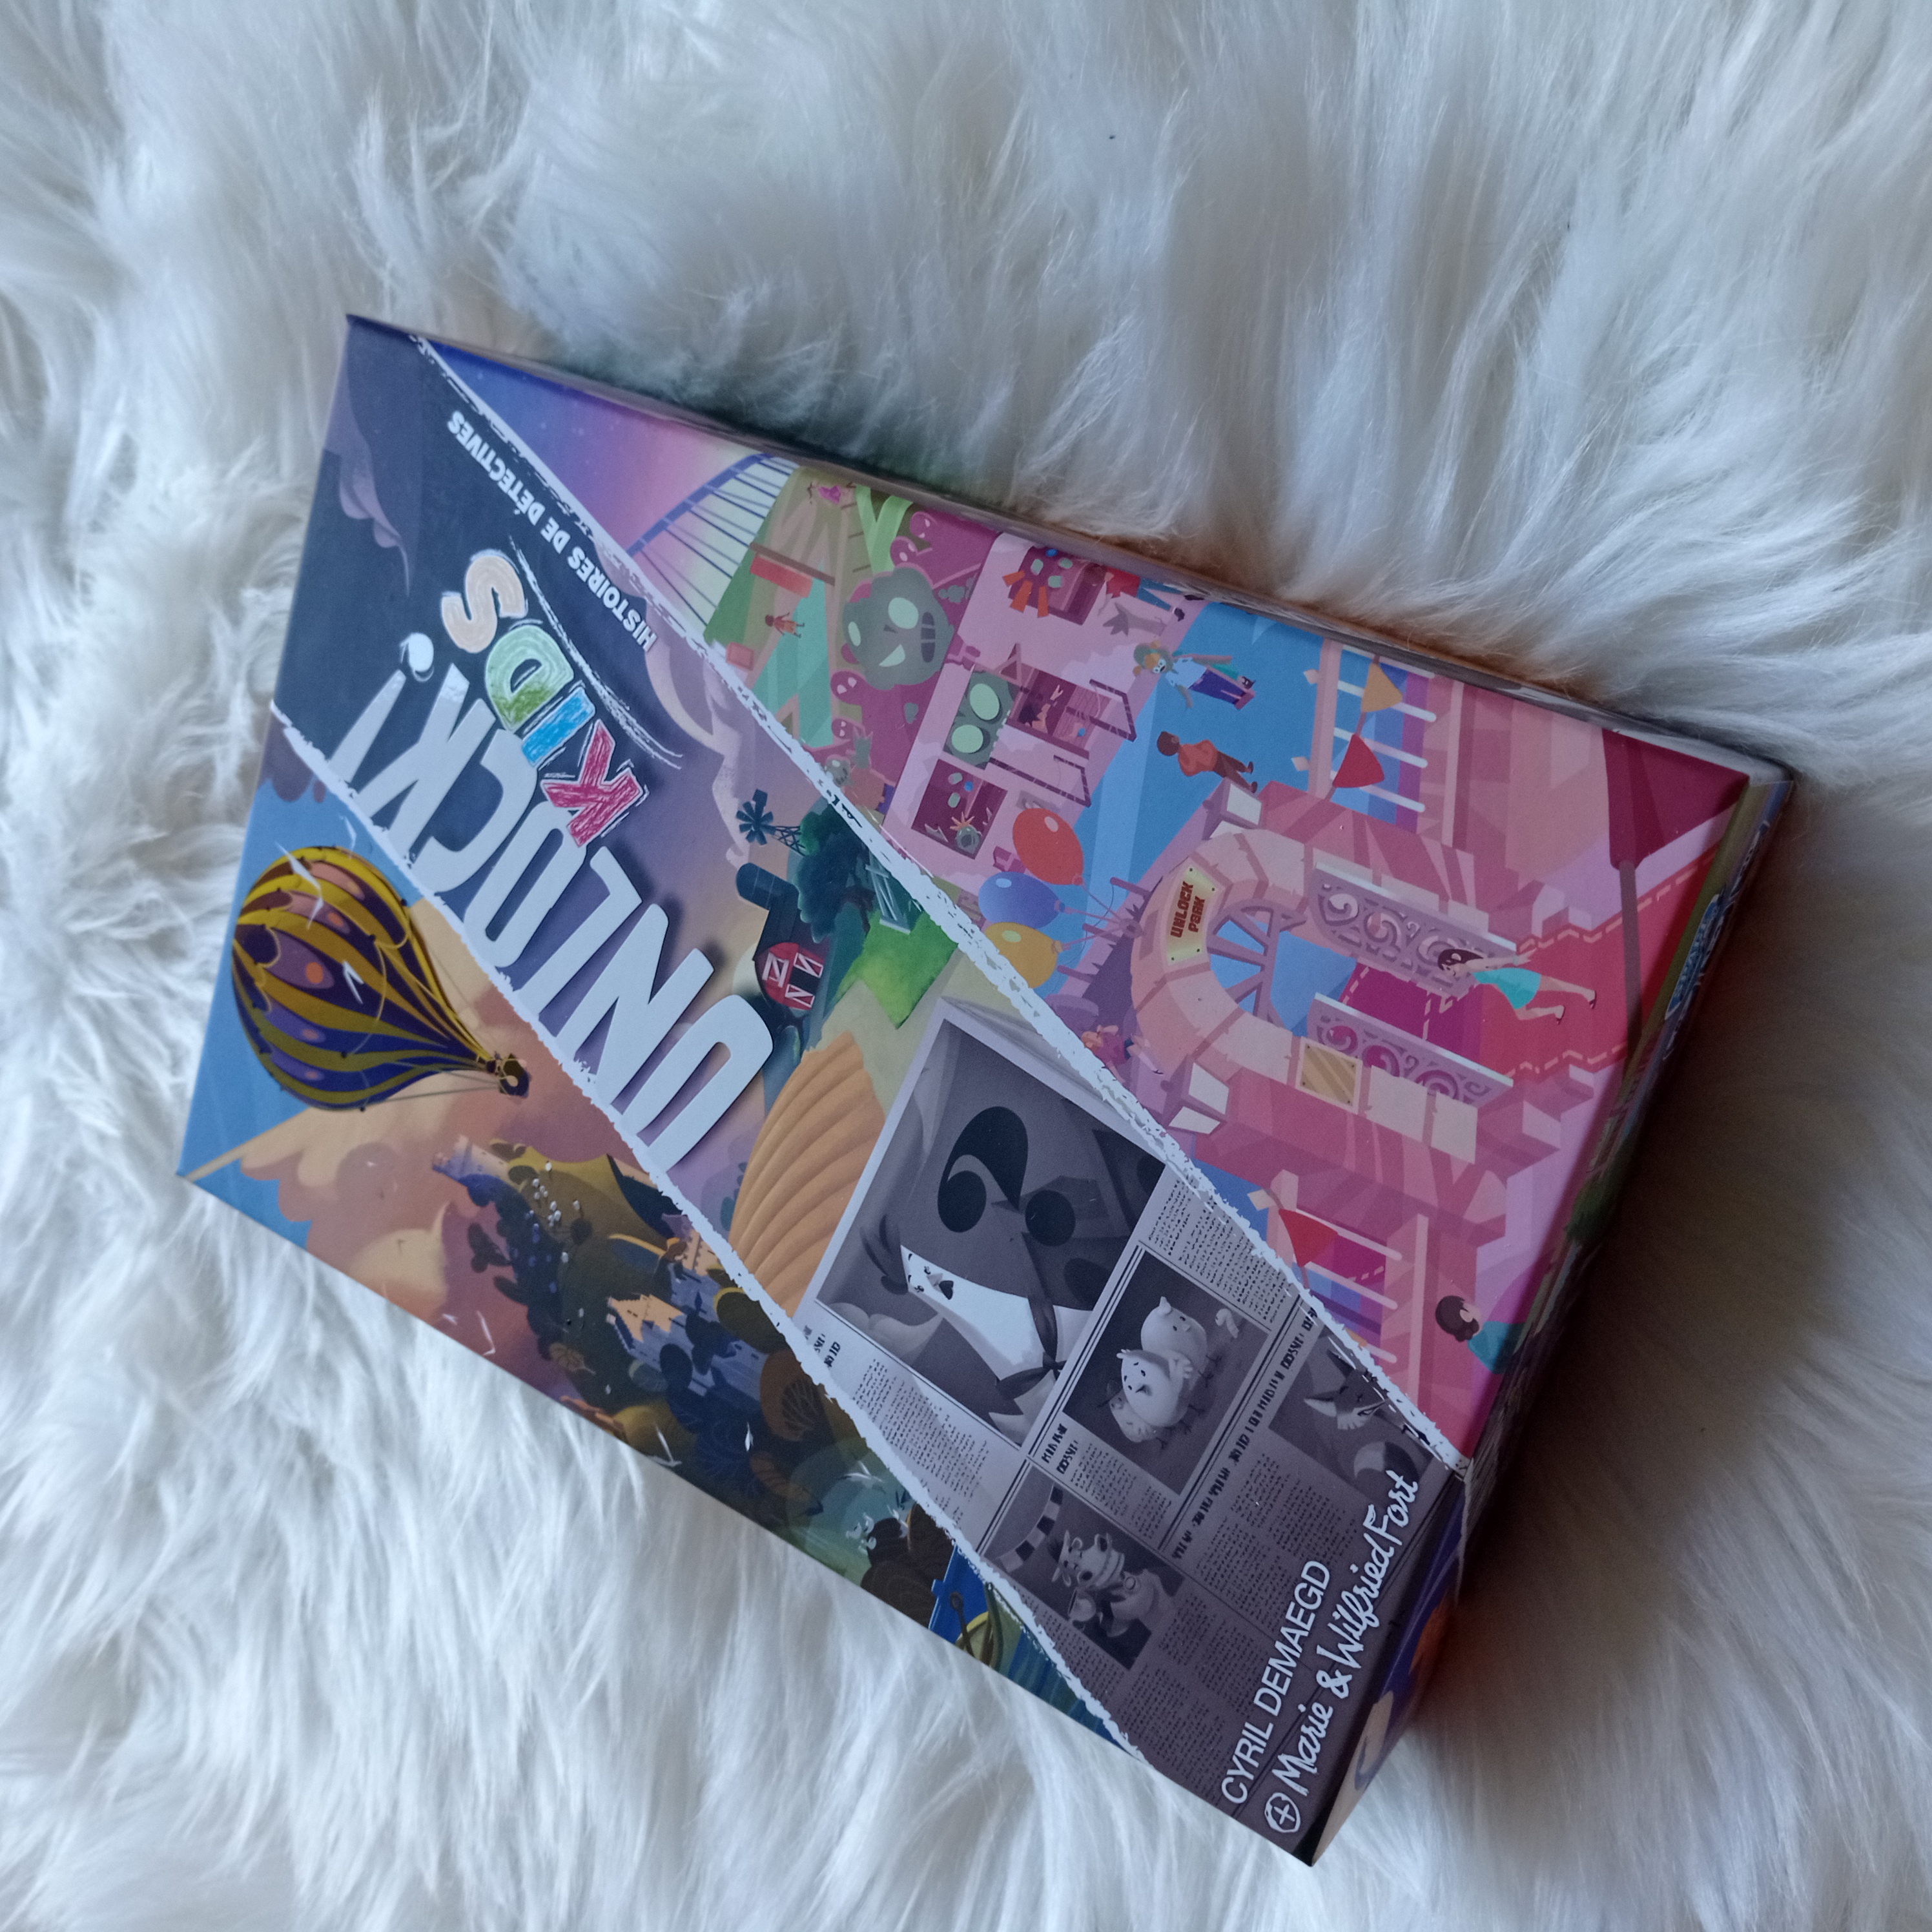 UNLOCK!
KIDS
HISTOIRES DE DÉTECTIVES
UNLOCK
PARK
CYRIL DEMAEGD
Marie & Wilfried Fort